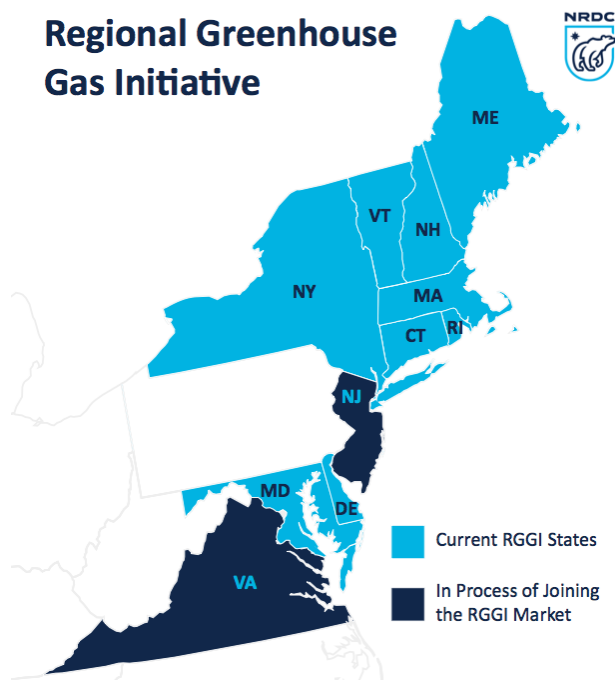 Regional Greenhouse
Gas Initiative
NRDC
ME
VT
NH
NY
MA
CT
RI
NJ
MD
DE
VA
Current RGGI States
In Process of Joining
the RGGI Market